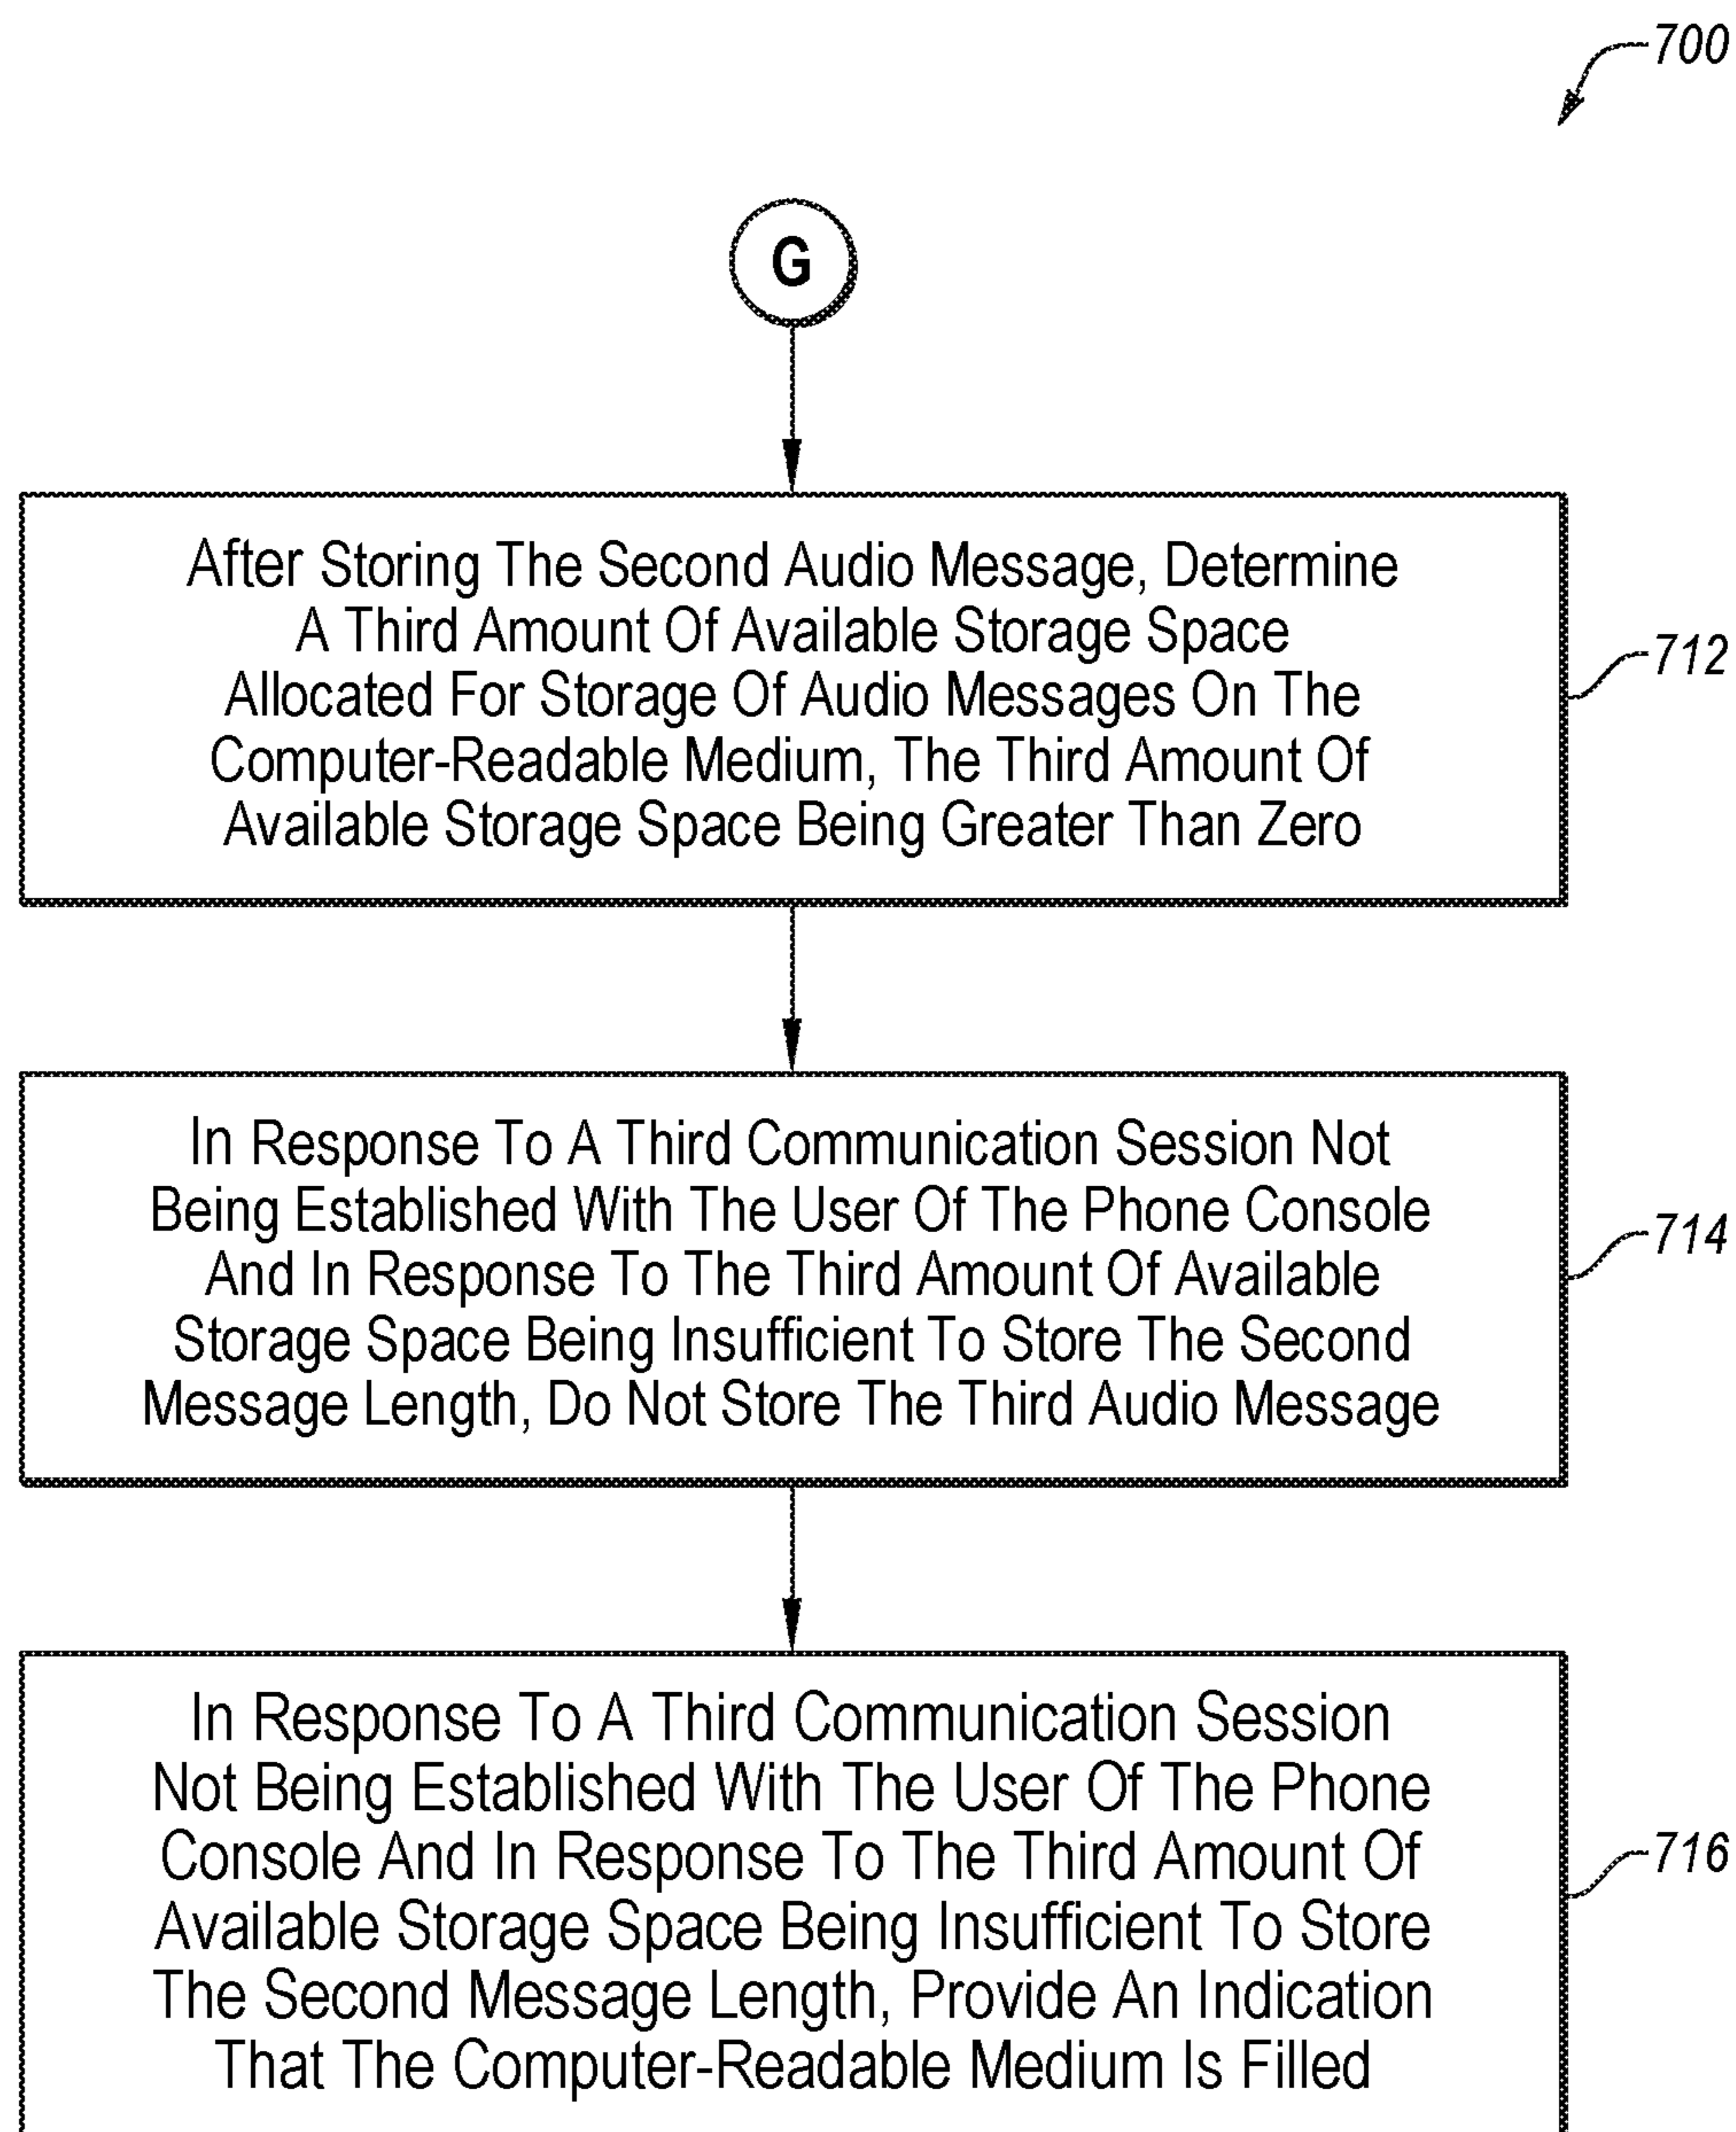 700
G
After Storing The Second Audio Message, Determine
A Third Amount Of Available Storage Space
Allocated For Storage Of Audio Messages On The
Computer-Readable Medium, The Third Amount Of
Available Storage Space Being Greater Than Zero
712
In Response To A Third Communication Session Not
Being Established With The User Of The Phone Console
And In Response To The Third Amount Of Available
Storage Space Being Insufficient To Store The Second
Message Length, Do Not Store The Third Audio Message
714
In Response To A Third Communication Session
Not Being Established With The User Of The Phone
Console And In Response To The Third Amount Of
Available Storage Space Being Insufficient To Store
The Second Message Length, Provide An Indication
That The Computer-Readable Medium Is Filled
716